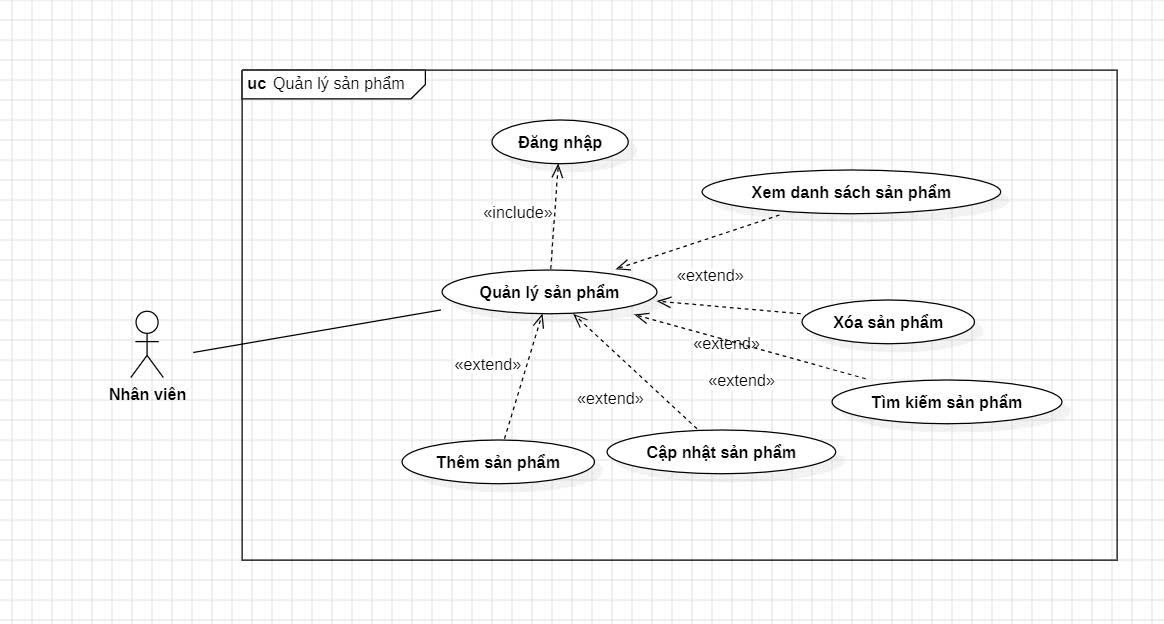 uc Quản lý sản phẩm
Đăng nhập
Xem danh sách sản phẩm
«include»
«extend»
Quản lý sản phẩm
Xóa sản phẩm
«extend»
«extend»
«extend»
Nhân viên
«extend»
Tìm kiếm sản phẩm
Thêm sản phẩm
Cập nhật sản phẩm